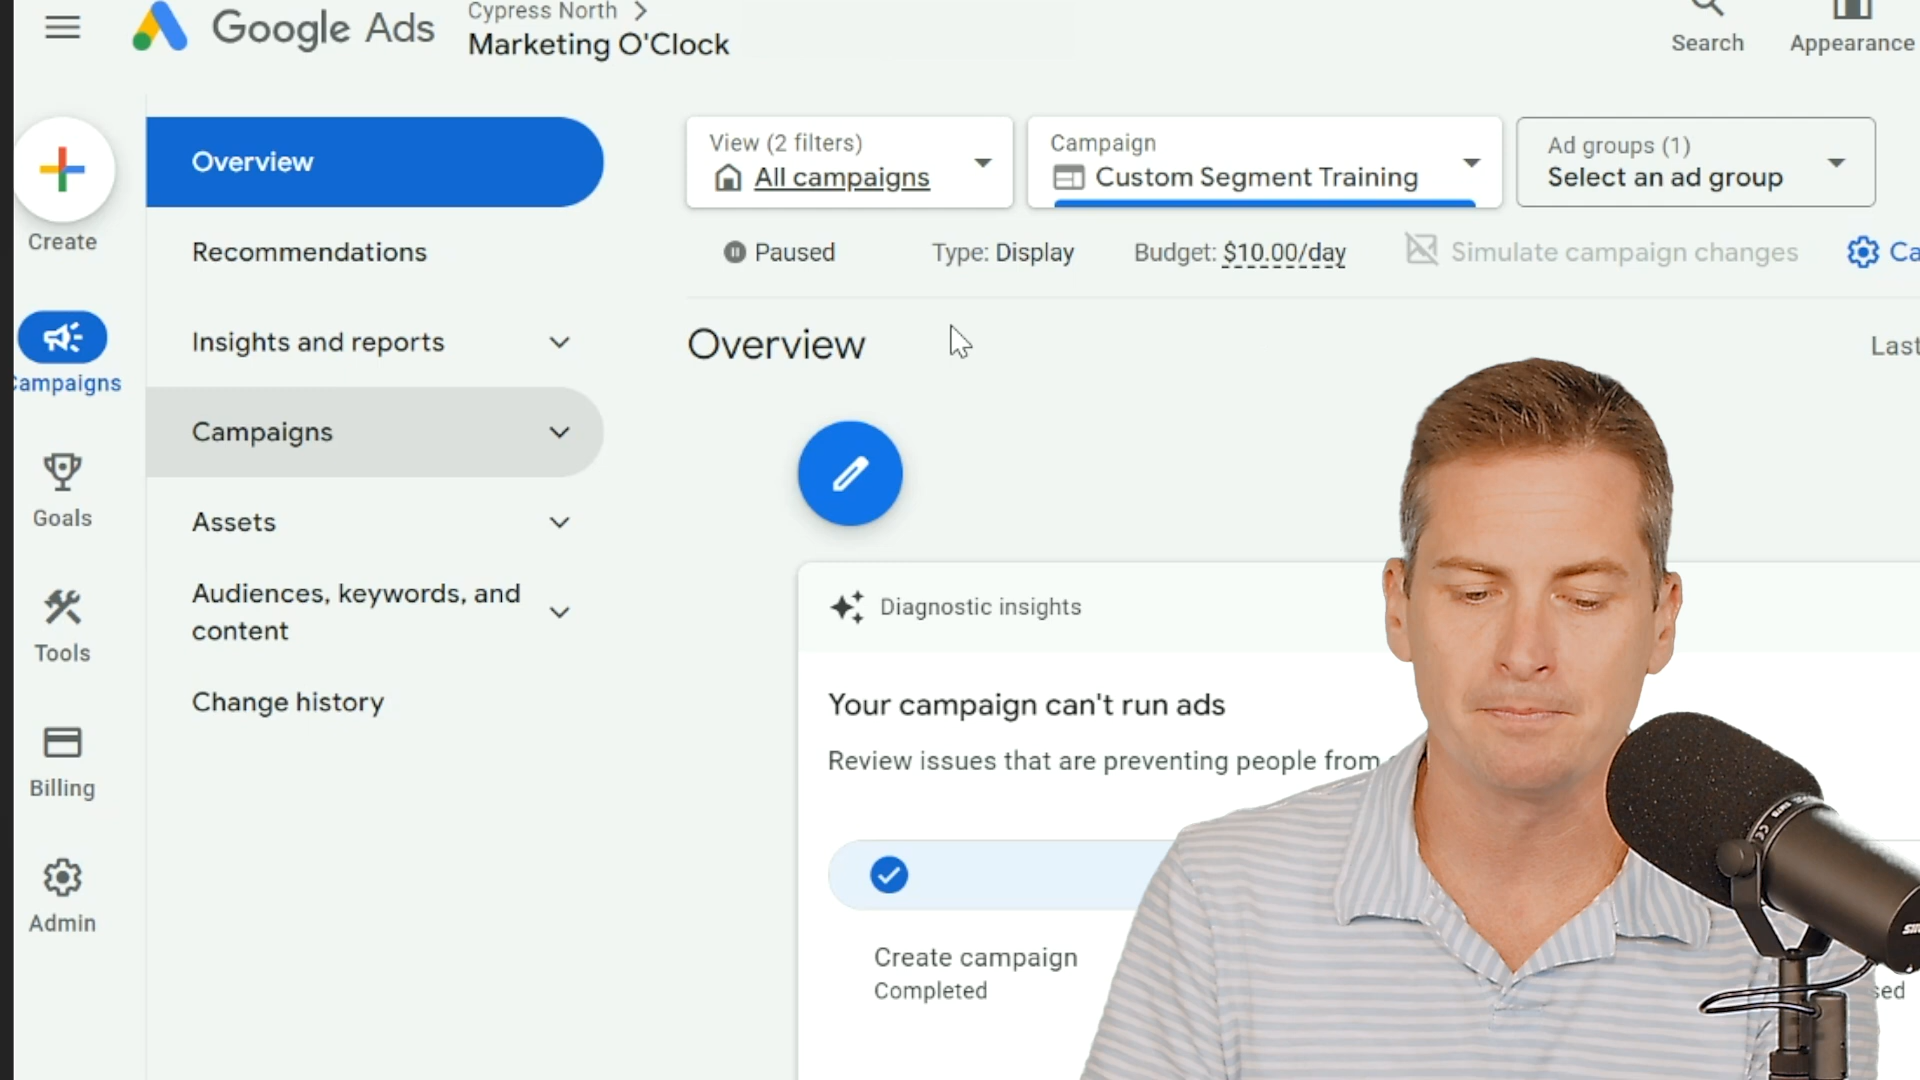 Google Ads
Cypress North
Marketing O'Clock
Search
Appearance
Create
Campaigns
Goals
Tools
Billing
Admin
Overview
Recommendations
Insights and reports
Campaigns
Assets
Audiences, keywords, and
content
Change history
View (2 filters)
All campaigns
Campaign
Custom Segment Training
Ad groups (1)
Select an ad group
Paused
Type: Display
Budget: $10.00/day
Simulate campaign changes
Ca
Overview
Last
Diagnostic insights
Your campaign can't run ads
Review issues that are preventing people from
Create campaign
Completed
sed